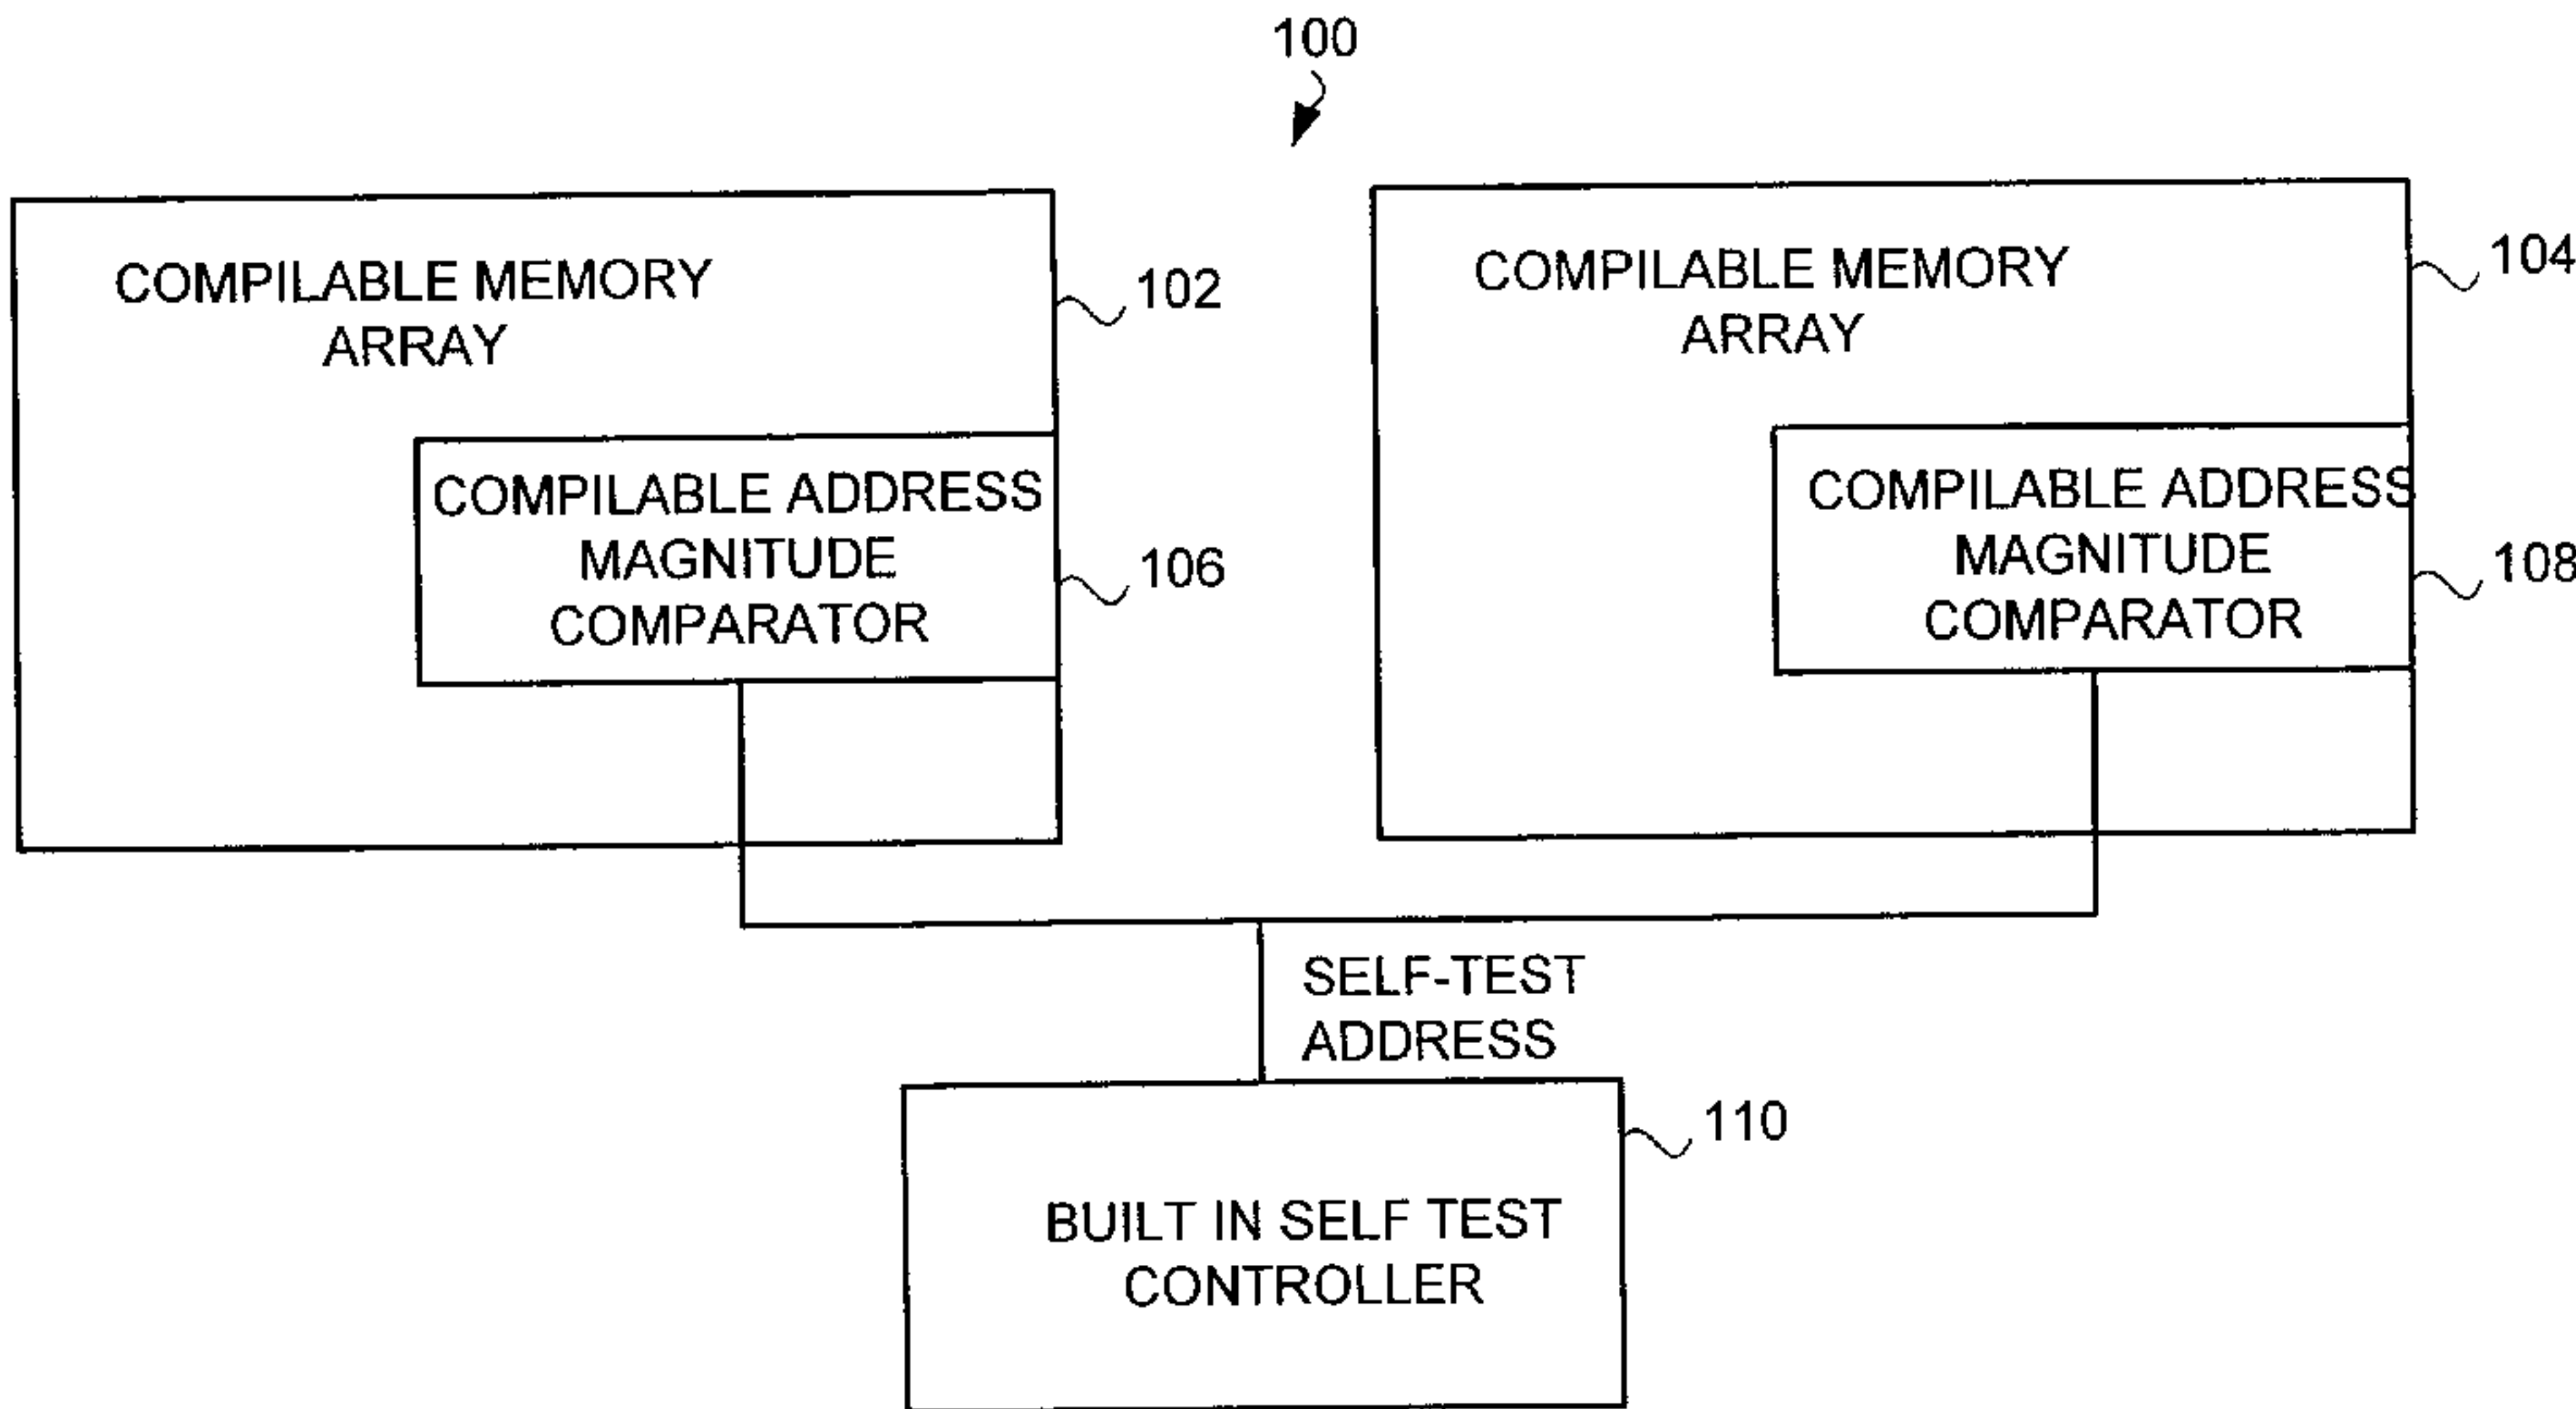 100
COMPILABLE MEMORY
ARRAY
102
COMPILABLE ADDRESS
MAGNITUDE
COMPARATOR
106
COMPILABLE MEMORY
ARRAY
104
COMPILABLE ADDRESS
MAGNITUDE
COMPARATOR
108
SELF-TEST
ADDRESS
110
BUILT IN SELF TEST
CONTROLLER